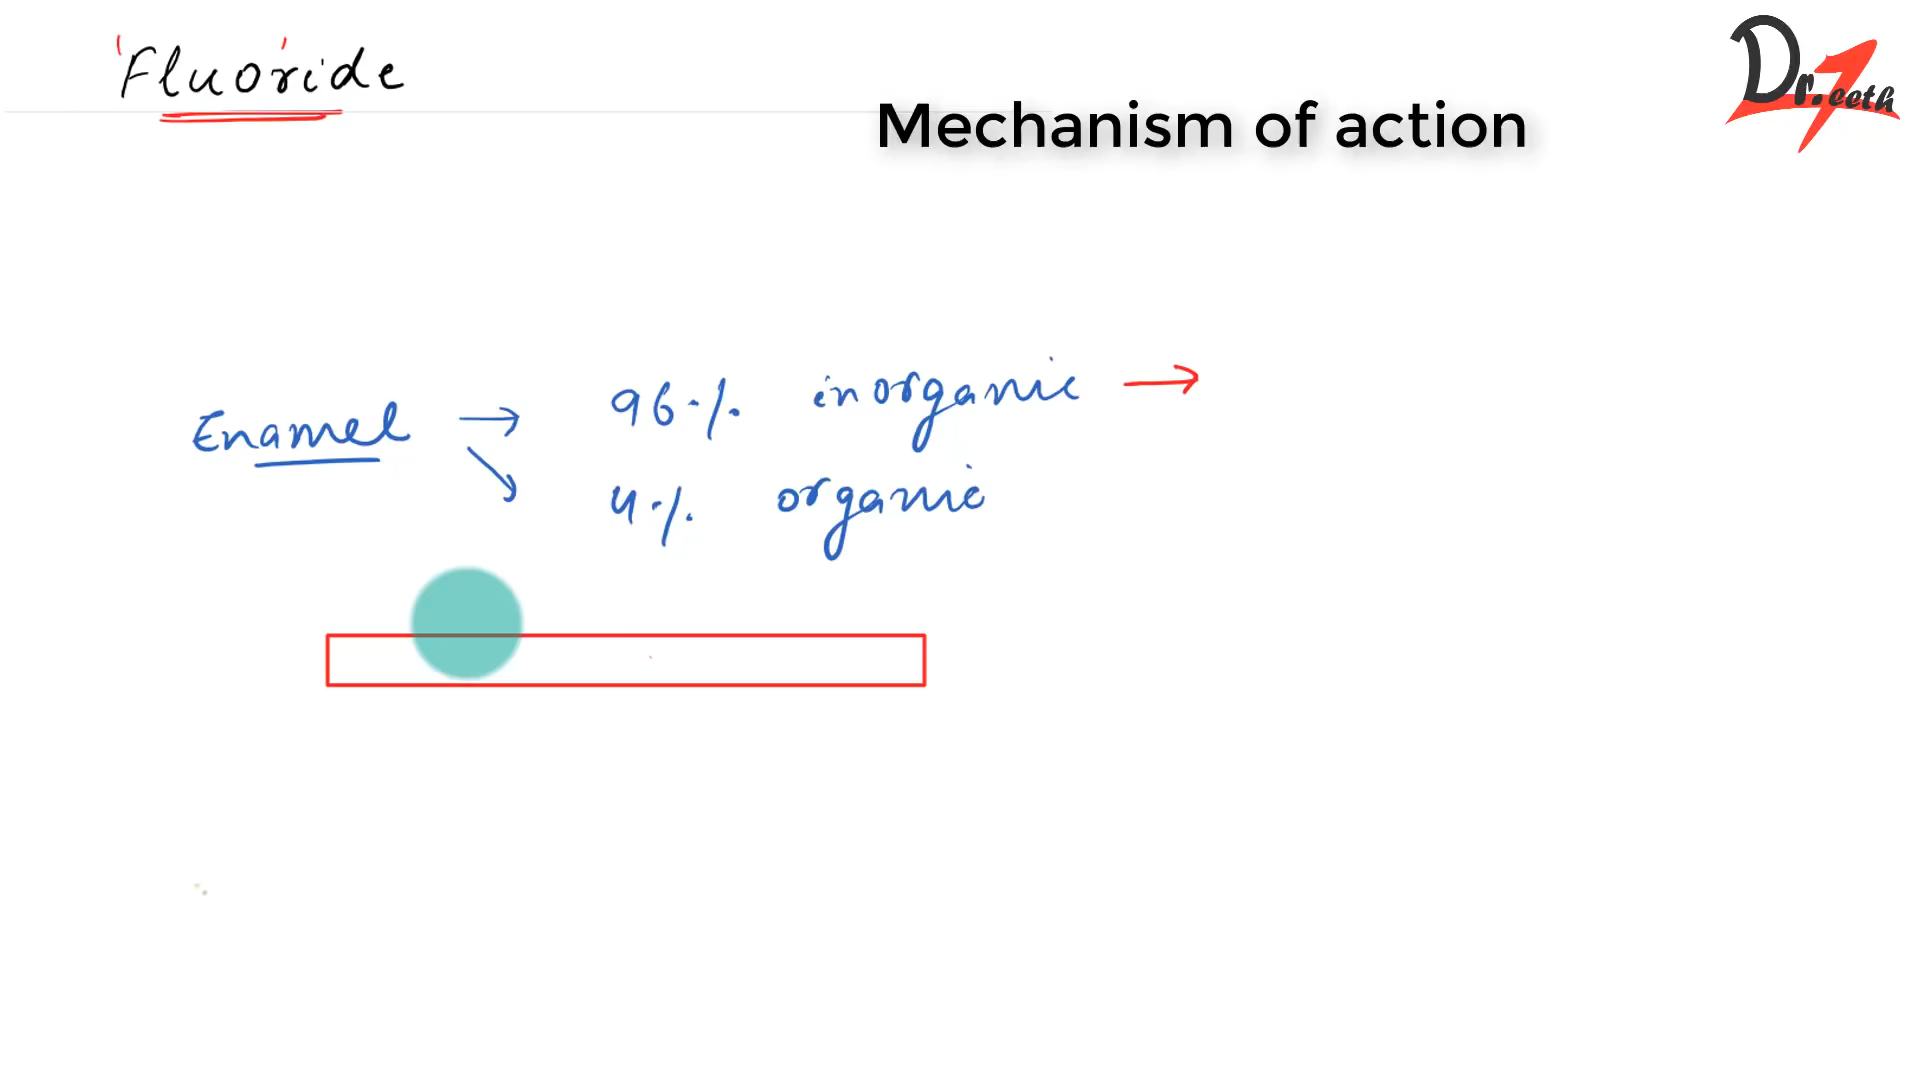 Fluoride
Dr.Teeth
Mechanism of action
Enamel → 96% inorganic →
4% organic